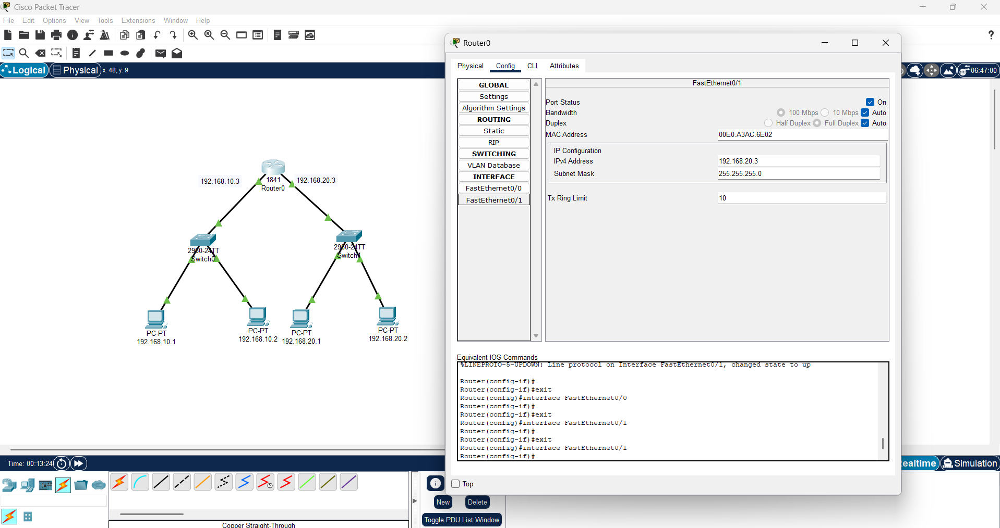 Cisco Packet Tracer
File Edit Options View Tools Extensions Window Help
?
Logical Physical x: 48, y: 9
06:47:00
192.168.10.3
1841
Router0
192.168.20.3
2960-24TT
Switch0
2960-24TT
Switch1
PC-PT
192.168.10.1
PC-PT
192.168.10.2
PC-PT
192.168.20.1
PC-PT
192.168.20.2
Router0
Physical Config CLI Attributes
GLOBAL
Settings
Algorithm Settings
ROUTING
Static
RIP
SWITCHING
VLAN Database
INTERFACE
FastEthernet0/0
FastEthernet0/1
FastEthernet0/1
Port Status On
Bandwidth 100 Mbps 10 Mbps Auto
Duplex Half Duplex Full Duplex Auto
MAC Address 00E0.A3AC.6E02
IP Configuration
IPv4 Address 192.168.20.3
Subnet Mask 255.255.255.0
Tx Ring Limit 10
Equivalent IOS Commands
%LINEPROTO-5-UPDOWN: Line protocol on Interface FastEthernet0/1, changed state to up
Router(config-if)#
Router(config-if)#exit
Router(config)#interface FastEthernet0/0
Router(config-if)#
Router(config-if)#exit
Router(config)#interface FastEthernet0/1
Router(config-if)#
Router(config-if)#exit
Router(config)#interface FastEthernet0/1
Router(config-if)#
Top
Time: 00:13:24
ealtime Simulation
New Delete
Toggle PDU List Window
Copper Straight-Through